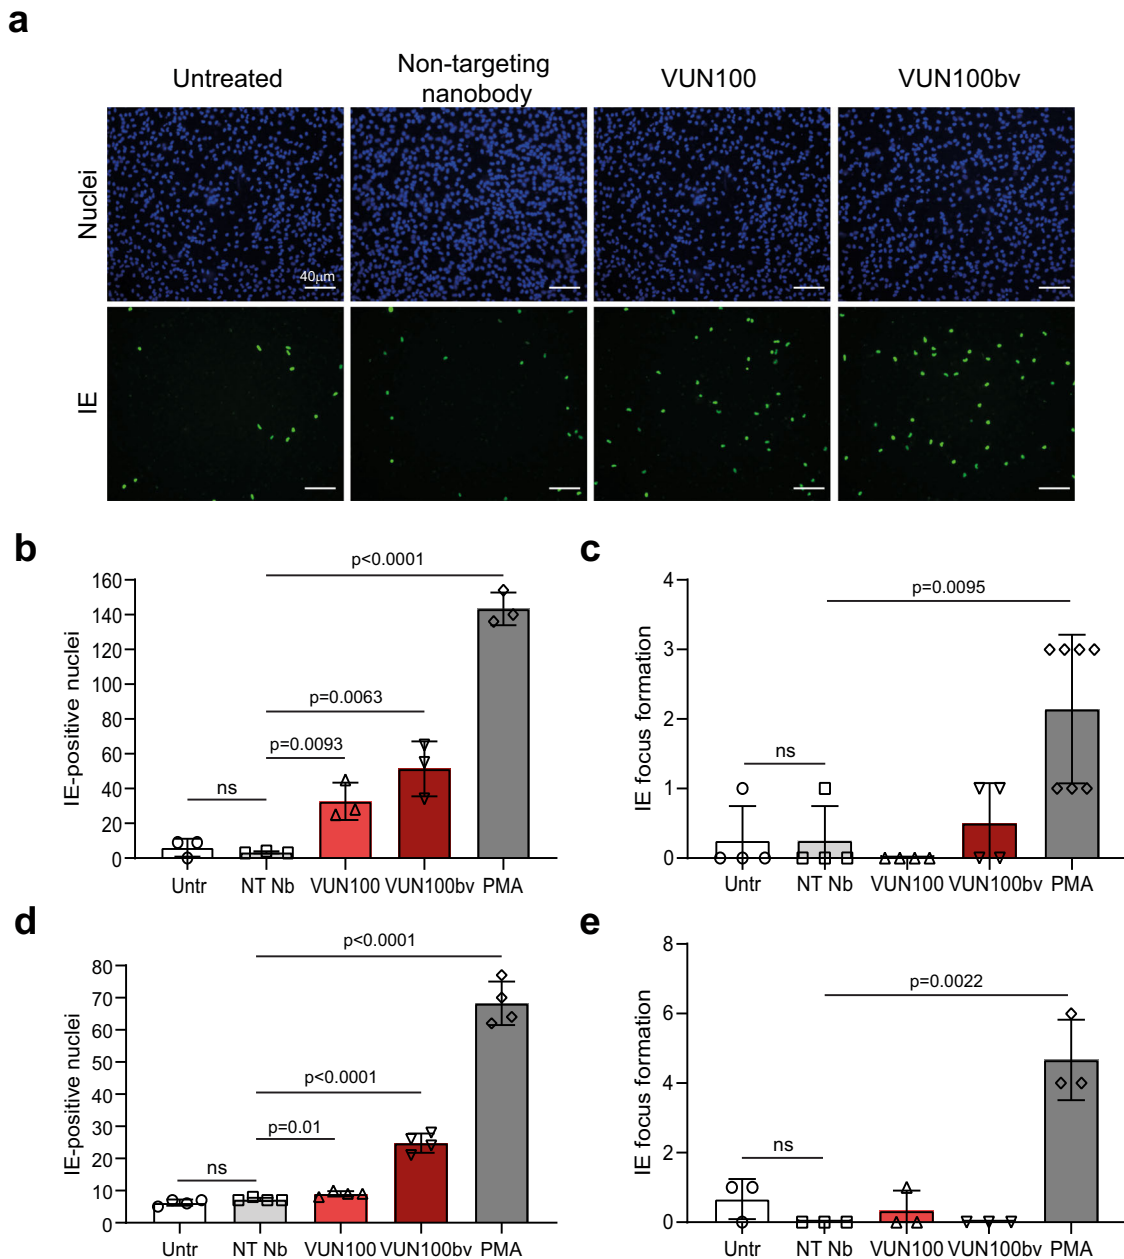 a
Untreated
Non-targeting
nanobody
VUN100
VUN100bv
Nuclei
40μm
IE
b
p<0.0001
p=0.0063
p=0.0093
ns
IE-positive nuclei
160
140
120
100
80
60
40
20
0
Untr NT Nb VUN100 VUN100bv PMA
c
p=0.0095
ns
IE focus formation
4
3
2
1
0
Untr NT Nb VUN100 VUN100bv PMA
d
p<0.0001
p<0.0001
p=0.01
ns
IE-positive nuclei
80
70
60
50
40
30
20
10
0
Untr NT Nb VUN100 VUN100bv PMA
e
p=0.0022
ns
IE focus formation
8
6
4
2
0
Untr NT Nb VUN100 VUN100bv PMA